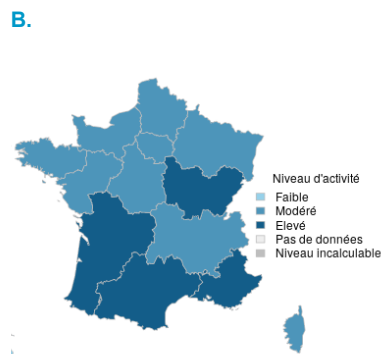 B.
Niveau d'activité
Faible
Modéré
Elevé
Pas de données
Niveau incalculable